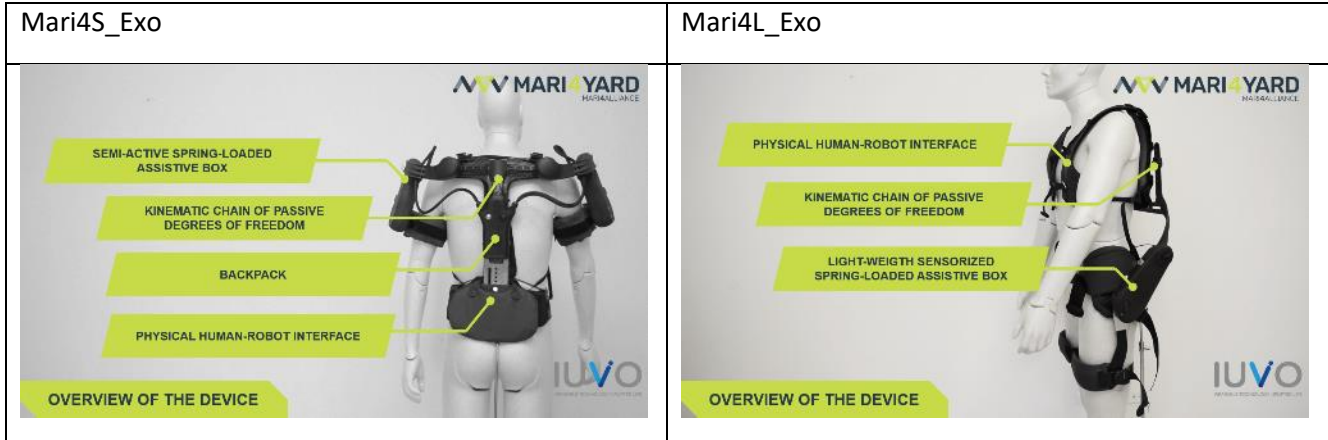 Mari4S_Exo
Mari4L_Exo
MARI4YARD
MARI4ALLIANCE
SEMI-ACTIVE SPRING-LOADED
ASSISTIVE BOX
KINEMATIC CHAIN OF PASSIVE
DEGREES OF FREEDOM
BACKPACK
PHYSICAL HUMAN-ROBOT INTERFACE
IUVO
OVERVIEW OF THE DEVICE
MARI4YARD
MARI4ALLIANCE
PHYSICAL HUMAN-ROBOT INTERFACE
KINEMATIC CHAIN OF PASSIVE
DEGREES OF FREEDOM
LIGHT-WEIGTH SENSORIZED
SPRING-LOADED ASSISTIVE BOX
IUVO
OVERVIEW OF THE DEVICE